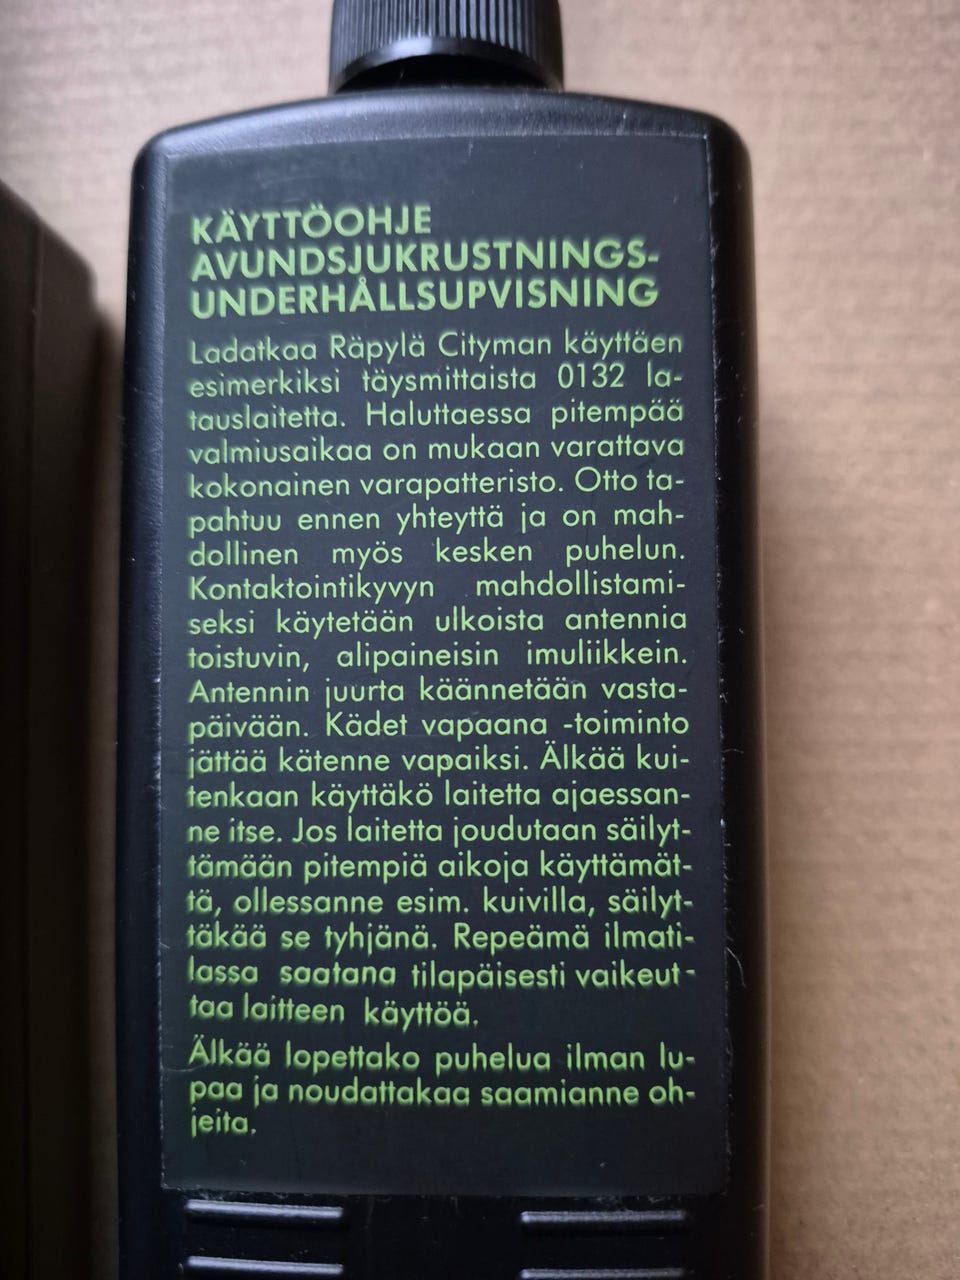 KÄYTTÖOHJE
AVUNDSJUKRUSTNINGS-
UNDERHÅLLSUPVISNING
Ladatkaa Räpylä Cityman käyttäen
esimerkiksi täysmittaista 0132 la-
tauslaitetta. Haluttaessa pitempää
valmiusaikaa on mukaan varattava
kokonainen varapatteristo. Otto ta-
pahtuu ennen yhteyttä ja on mah-
dollinen myös kesken puhelun.
Kontaktointikyvyn mahdollistami-
seksi käytetään ulkoista antennia
toistuvin, alipaineisin imuliikkein.
Antennin juurta käännetään vasta-
päivään. Kädet vapaana -toiminto
jättää kätenne vapaiksi. Älkää kui-
tenkaan käyttäkö laitetta ajaessan-
ne itse. Jos laitetta joudutaan säilyt-
tämään pitempiä aikoja käyttämät-
tä, ollessanne esim. kuivilla, säilyt-
täkää se tyhjänä. Repeämä ilmati-
lassa saatana tilapäisesti vaikeut-
taa laitteen käyttöä.
Älkää lopettako puhelua ilman lu-
paa ja noudattakaa saamianne oh-
jeita.